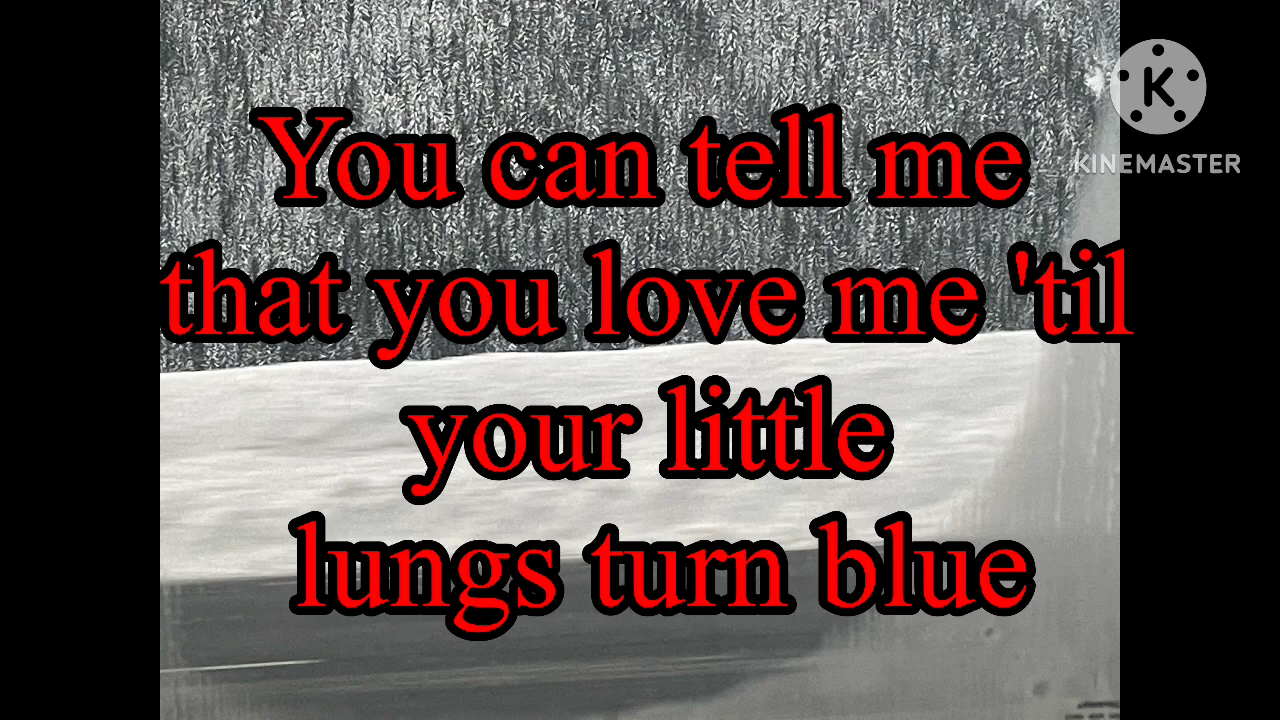 You can tell me
that you love me 'til
your little
lungs turn blue
K
KINEMASTER